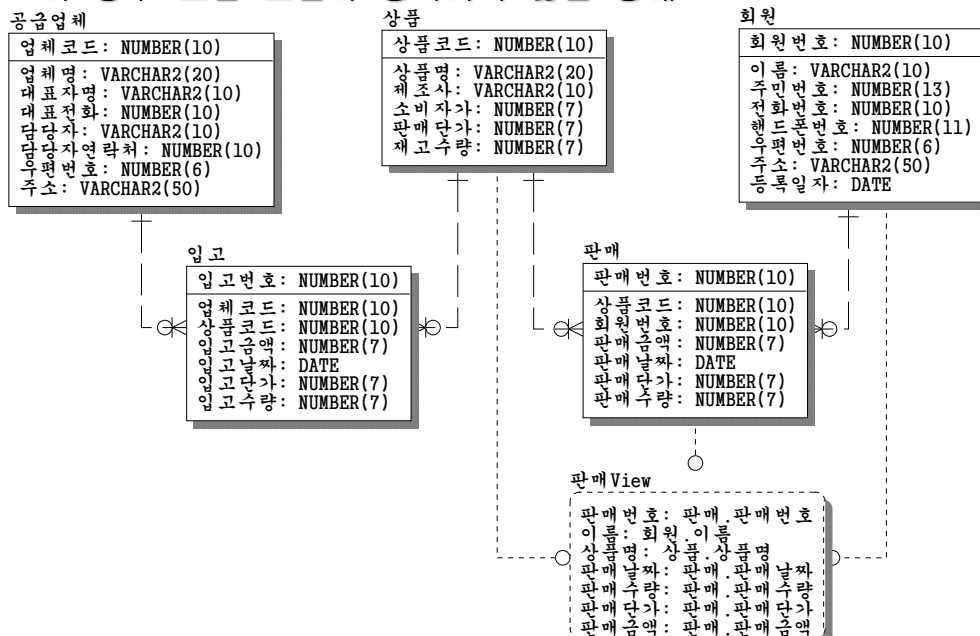 공급업체
업체코드: NUMBER(10)
업체명: VARCHAR2(20)
대표자명: VARCHAR2(10)
대표전화: NUMBER(10)
담당자: VARCHAR2(10)
담당자연락처: NUMBER(10)
우편번호: NUMBER(6)
주소: VARCHAR2(50)
상품
상품코드: NUMBER(10)
상품명: VARCHAR2(20)
제조사: VARCHAR2(10)
소비자가: NUMBER(7)
판매단가: NUMBER(7)
재고수량: NUMBER(7)
회원
회원번호: NUMBER(10)
이름: VARCHAR2(10)
주민번호: NUMBER(13)
전화번호: NUMBER(10)
핸드폰번호: NUMBER(11)
우편번호: NUMBER(6)
주소: VARCHAR2(50)
등록일자: DATE
입고
입고번호: NUMBER(10)
업체코드: NUMBER(10)
상품코드: NUMBER(10)
입고금액: NUMBER(7)
입고날짜: DATE
입고단가: NUMBER(7)
입고수량: NUMBER(7)
판매
판매번호: NUMBER(10)
상품코드: NUMBER(10)
회원번호: NUMBER(10)
판매금액: NUMBER(7)
판매날짜: DATE
판매단가: NUMBER(7)
판매수량: NUMBER(7)
판매View
판매번호: 판매.판매번호
이름: 회원.이름
상품명: 상품.상품명
판매날짜: 판매.판매날짜
판매수량: 판매.판매수량
판매단가: 판매.판매단가
판매금액: 판매.판매금액